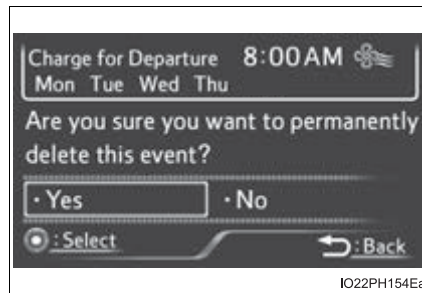 Charge for Departure 8:00AM
Mon Tue Wed Thu
Are you sure you want to permanently
delete this event?
・Yes ・No
: Select : Back
IO22PH154Ea